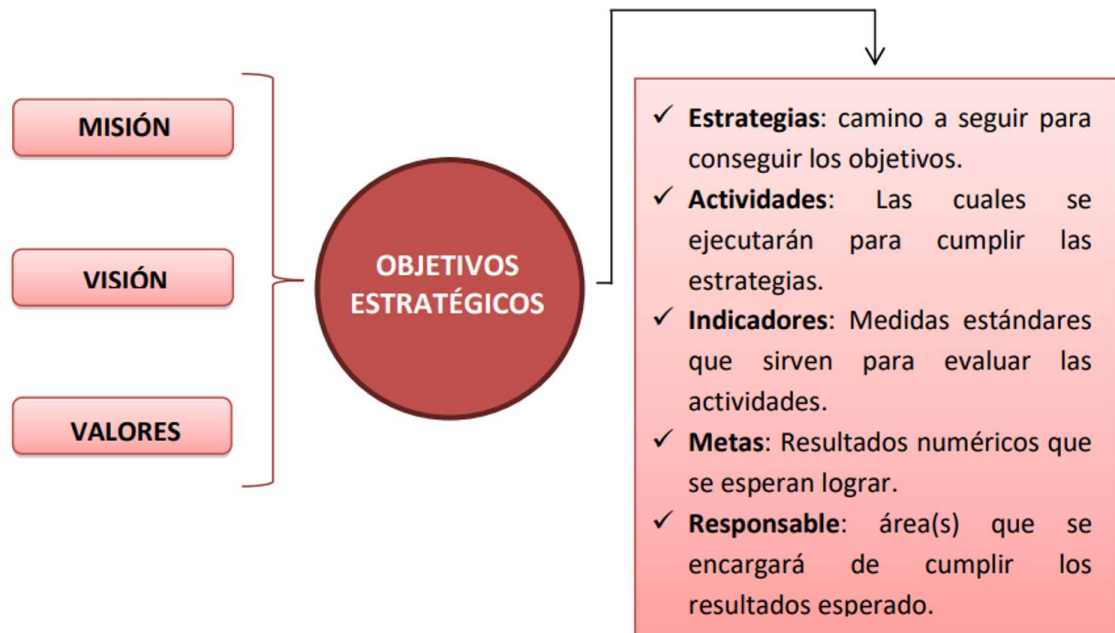 MISIÓN
VISIÓN
VALORES
OBJETIVOS
ESTRATÉGICOS
✓ Estrategias: camino a seguir para
conseguir los objetivos.
✓ Actividades: Las cuales se
ejecutarán para cumplir las
estrategias.
✓ Indicadores: Medidas estándares
que sirven para evaluar las
actividades.
✓ Metas: Resultados numéricos que
se esperan lograr.
✓ Responsable: área(s) que se
encargará de cumplir los
resultados esperado.